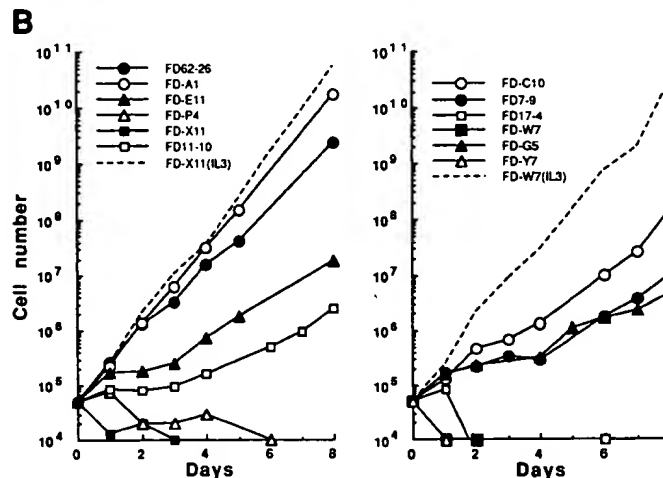 B
10¹¹
10¹⁰
10⁹
10⁸
10⁷
10⁶
10⁵
10⁴
Cell number
FD62-26
FD-A1
FD-E11
FD-P4
FD-X11
FD11-10
FD-X11(IL3)
0 2 4 6 8
Days
10¹¹
10¹⁰
10⁹
10⁸
10⁷
10⁶
10⁵
10⁴
FD-C10
FD7-9
FD17-4
FD-W7
FD-G5
FD-Y7
FD-W7(IL3)
0 2 4 6
Days